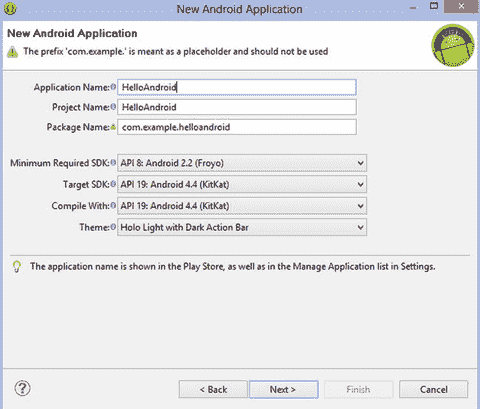 New Android Application
New Android Application
The prefix 'com.example.' is meant as a placeholder and should not be used
Application Name: HelloAndroid
Project Name: HelloAndroid
Package Name: com.example.helloandroid
Minimum Required SDK: API 8: Android 2.2 (Froyo)
Target SDK: API 19: Android 4.4 (KitKat)
Compile With: API 19: Android 4.4 (KitKat)
Theme: Holo Light with Dark Action Bar
The application name is shown in the Play Store, as well as in the Manage Application list in Settings.
? < Back Next > Finish Cancel